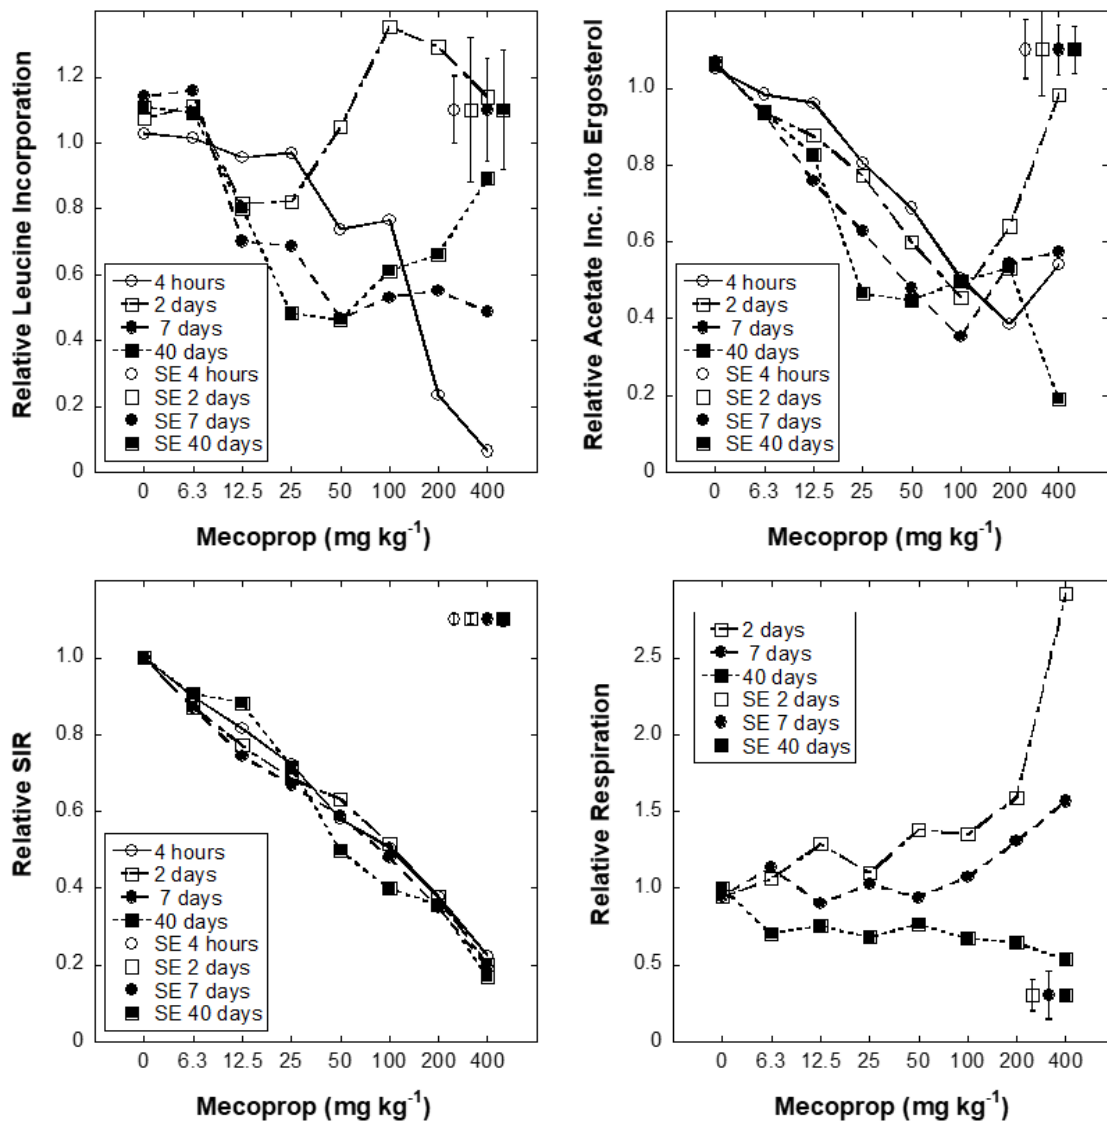 Relative Leucine Incorporation
1.2
1.0
0.8
0.6
0.4
0.2
0
4 hours
2 days
7 days
40 days
SE 4 hours
SE 2 days
SE 7 days
SE 40 days
0 6.3 12.5 25 50 100 200 400
Mecoprop (mg kg⁻¹)
Relative Acetate Inc. into Ergosterol
1.0
0.8
0.6
0.4
0.2
0
4 hours
2 days
7 days
40 days
SE 4 hours
SE 2 days
SE 7 days
SE 40 days
0 6.3 12.5 25 50 100 200 400
Mecoprop (mg kg⁻¹)
Relative SIR
1.0
0.8
0.6
0.4
0.2
0
4 hours
2 days
7 days
40 days
SE 4 hours
SE 2 days
SE 7 days
SE 40 days
0 6.3 12.5 25 50 100 200 400
Mecoprop (mg kg⁻¹)
Relative Respiration
2.5
2.0
1.5
1.0
0.5
0
2 days
7 days
40 days
SE 2 days
SE 7 days
SE 40 days
0 6.3 12.5 25 50 100 200 400
Mecoprop (mg kg⁻¹)